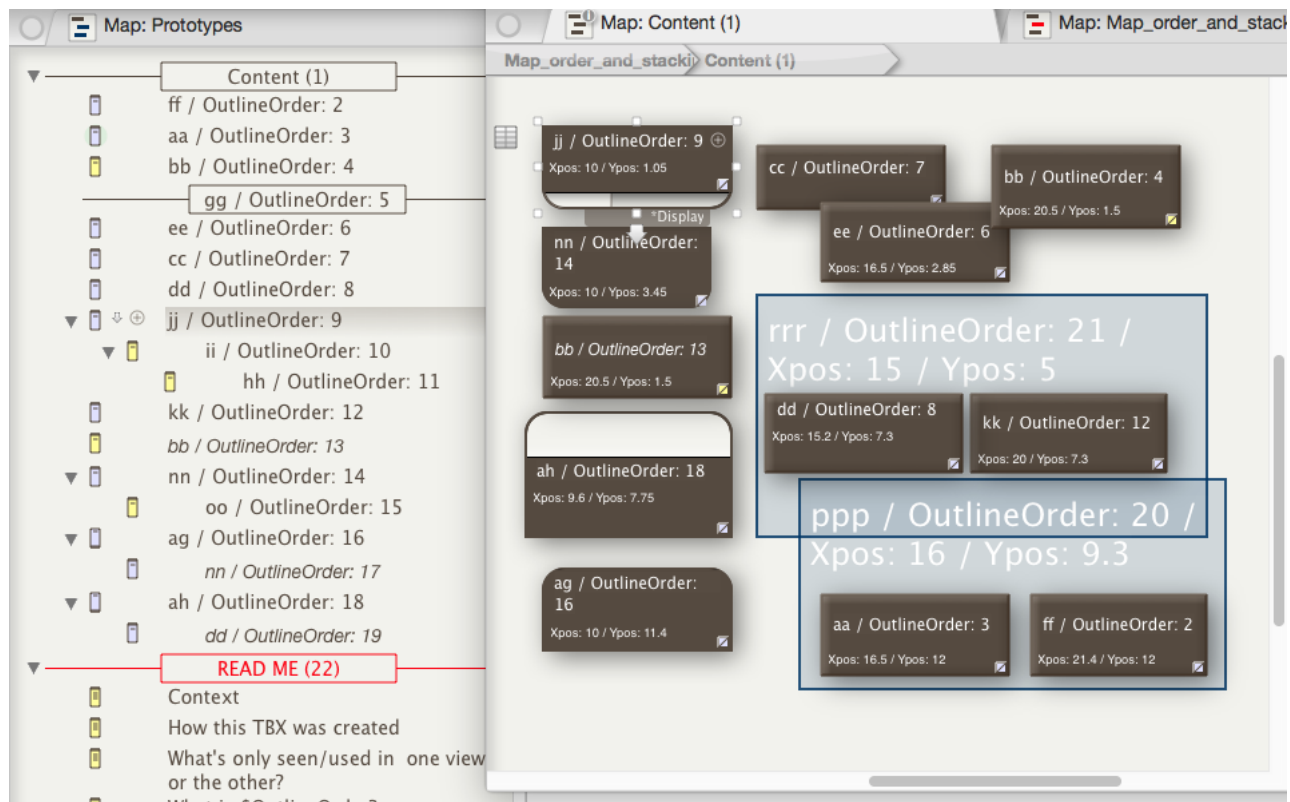 Map: Prototypes
Content (1)
ff / OutlineOrder: 2
aa / OutlineOrder: 3
bb / OutlineOrder: 4
gg / OutlineOrder: 5
ee / OutlineOrder: 6
cc / OutlineOrder: 7
dd / OutlineOrder: 8
jj / OutlineOrder: 9
ii / OutlineOrder: 10
hh / OutlineOrder: 11
kk / OutlineOrder: 12
bb / OutlineOrder: 13
nn / OutlineOrder: 14
oo / OutlineOrder: 15
ag / OutlineOrder: 16
nn / OutlineOrder: 17
ah / OutlineOrder: 18
dd / OutlineOrder: 19
READ ME (22)
Context
How this TBX was created
What's only seen/used in one view
or the other?
Map: Content (1)
Map: Map_order_and_stack
Map_order_and_stacki
Content (1)
jj / OutlineOrder: 9
Xpos: 10 / Ypos: 1.05
*Display
nn / OutlineOrder:
14
Xpos: 10 / Ypos: 3.45
bb / OutlineOrder: 13
Xpos: 20.5 / Ypos: 1.5
ah / OutlineOrder: 18
Xpos: 9.6 / Ypos: 7.75
ag / OutlineOrder:
16
Xpos: 10 / Ypos: 11.4
cc / OutlineOrder: 7
bb / OutlineOrder: 4
Xpos: 20.5 / Ypos: 1.5
ee / OutlineOrder: 6
Xpos: 16.5 / Ypos: 2.85
rrr / OutlineOrder: 21 /
Xpos: 15 / Ypos: 5
dd / OutlineOrder: 8
Xpos: 15.2 / Ypos: 7.3
kk / OutlineOrder: 12
Xpos: 20 / Ypos: 7.3
ppp / OutlineOrder: 20 /
Xpos: 16 / Ypos: 9.3
aa / OutlineOrder: 3
Xpos: 16.5 / Ypos: 12
ff / OutlineOrder: 2
Xpos: 21.4 / Ypos: 12